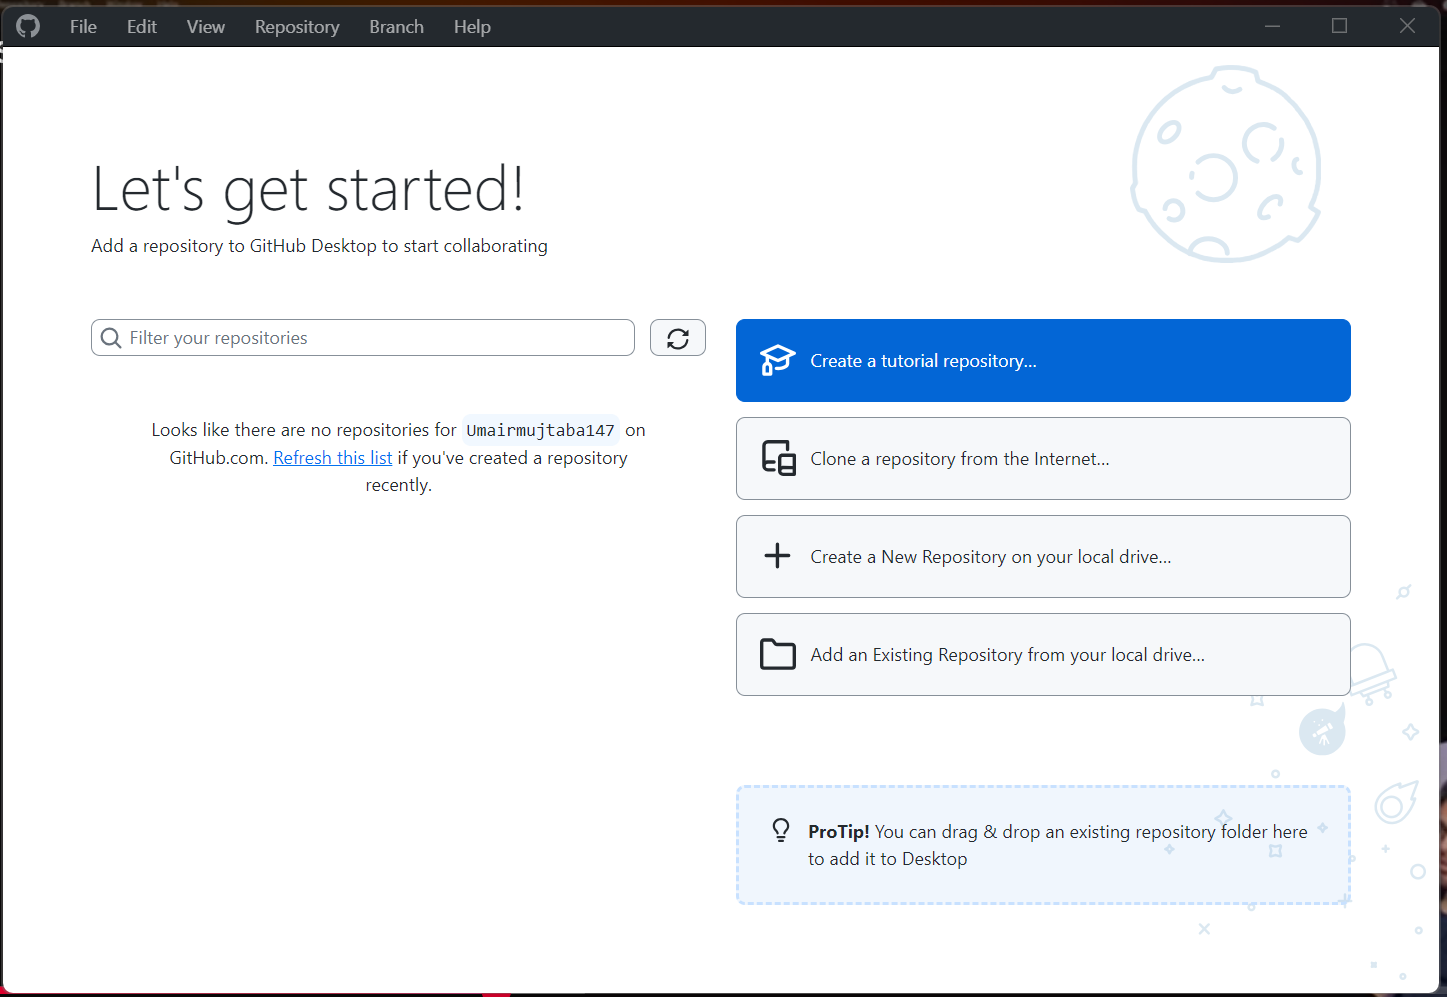 File Edit View Repository Branch Help
Let's get started!
Add a repository to GitHub Desktop to start collaborating
Filter your repositories
Looks like there are no repositories for Umairmujtaba147 on
GitHub.com. Refresh this list if you've created a repository
recently.
Create a tutorial repository...
Clone a repository from the Internet...
Create a New Repository on your local drive...
Add an Existing Repository from your local drive...
ProTip! You can drag & drop an existing repository folder here
to add it to Desktop